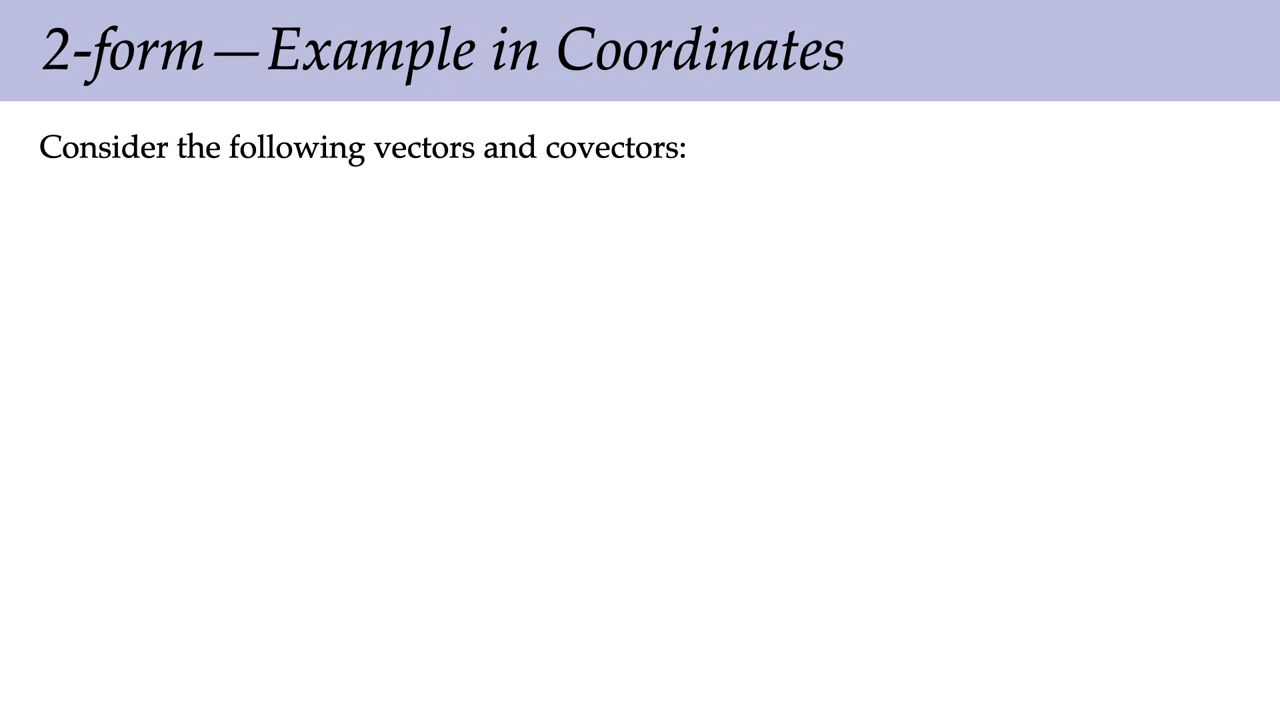 2-form—Example in Coordinates
Consider the following vectors and covectors: